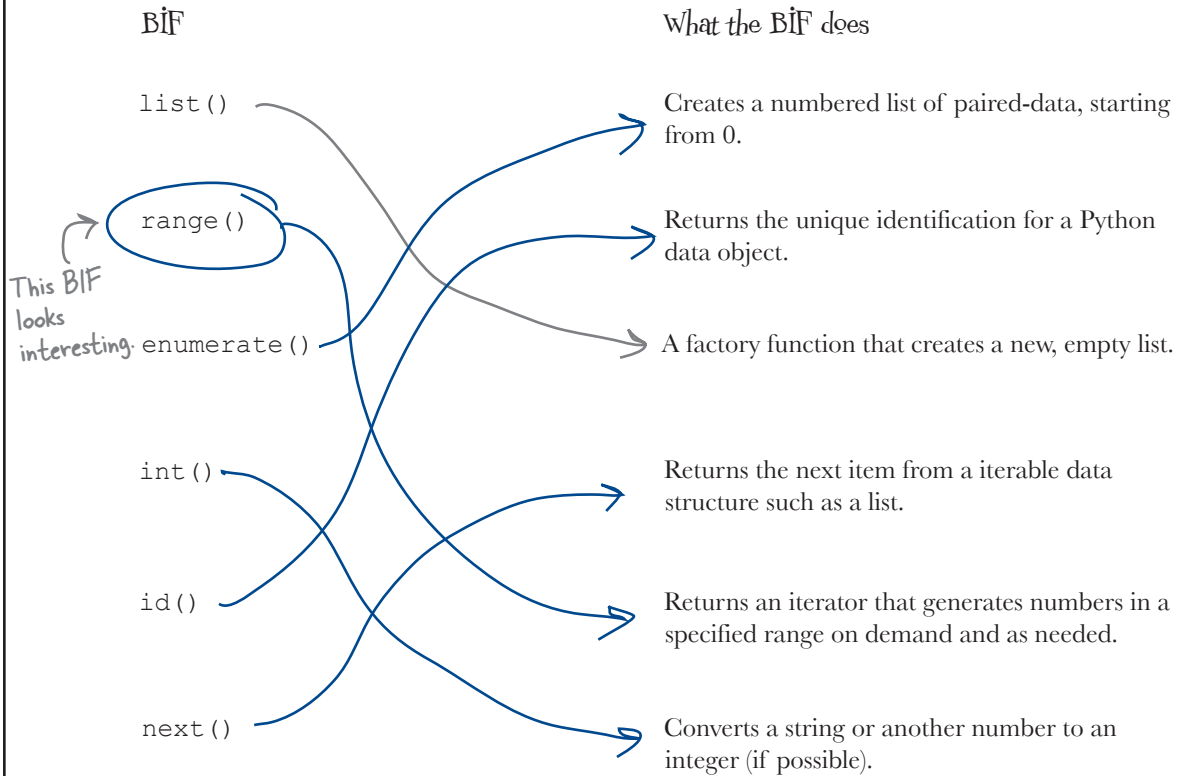 BIF
What the BIF does
list()
Creates a numbered list of paired-data, starting
from 0.
range()
Returns the unique identification for a Python
data object.
This BIF
looks
interesting.
enumerate()
A factory function that creates a new, empty list.
int()
Returns the next item from a iterable data
structure such as a list.
id()
Returns an iterator that generates numbers in a
specified range on demand and as needed.
next()
Converts a string or another number to an
integer (if possible).